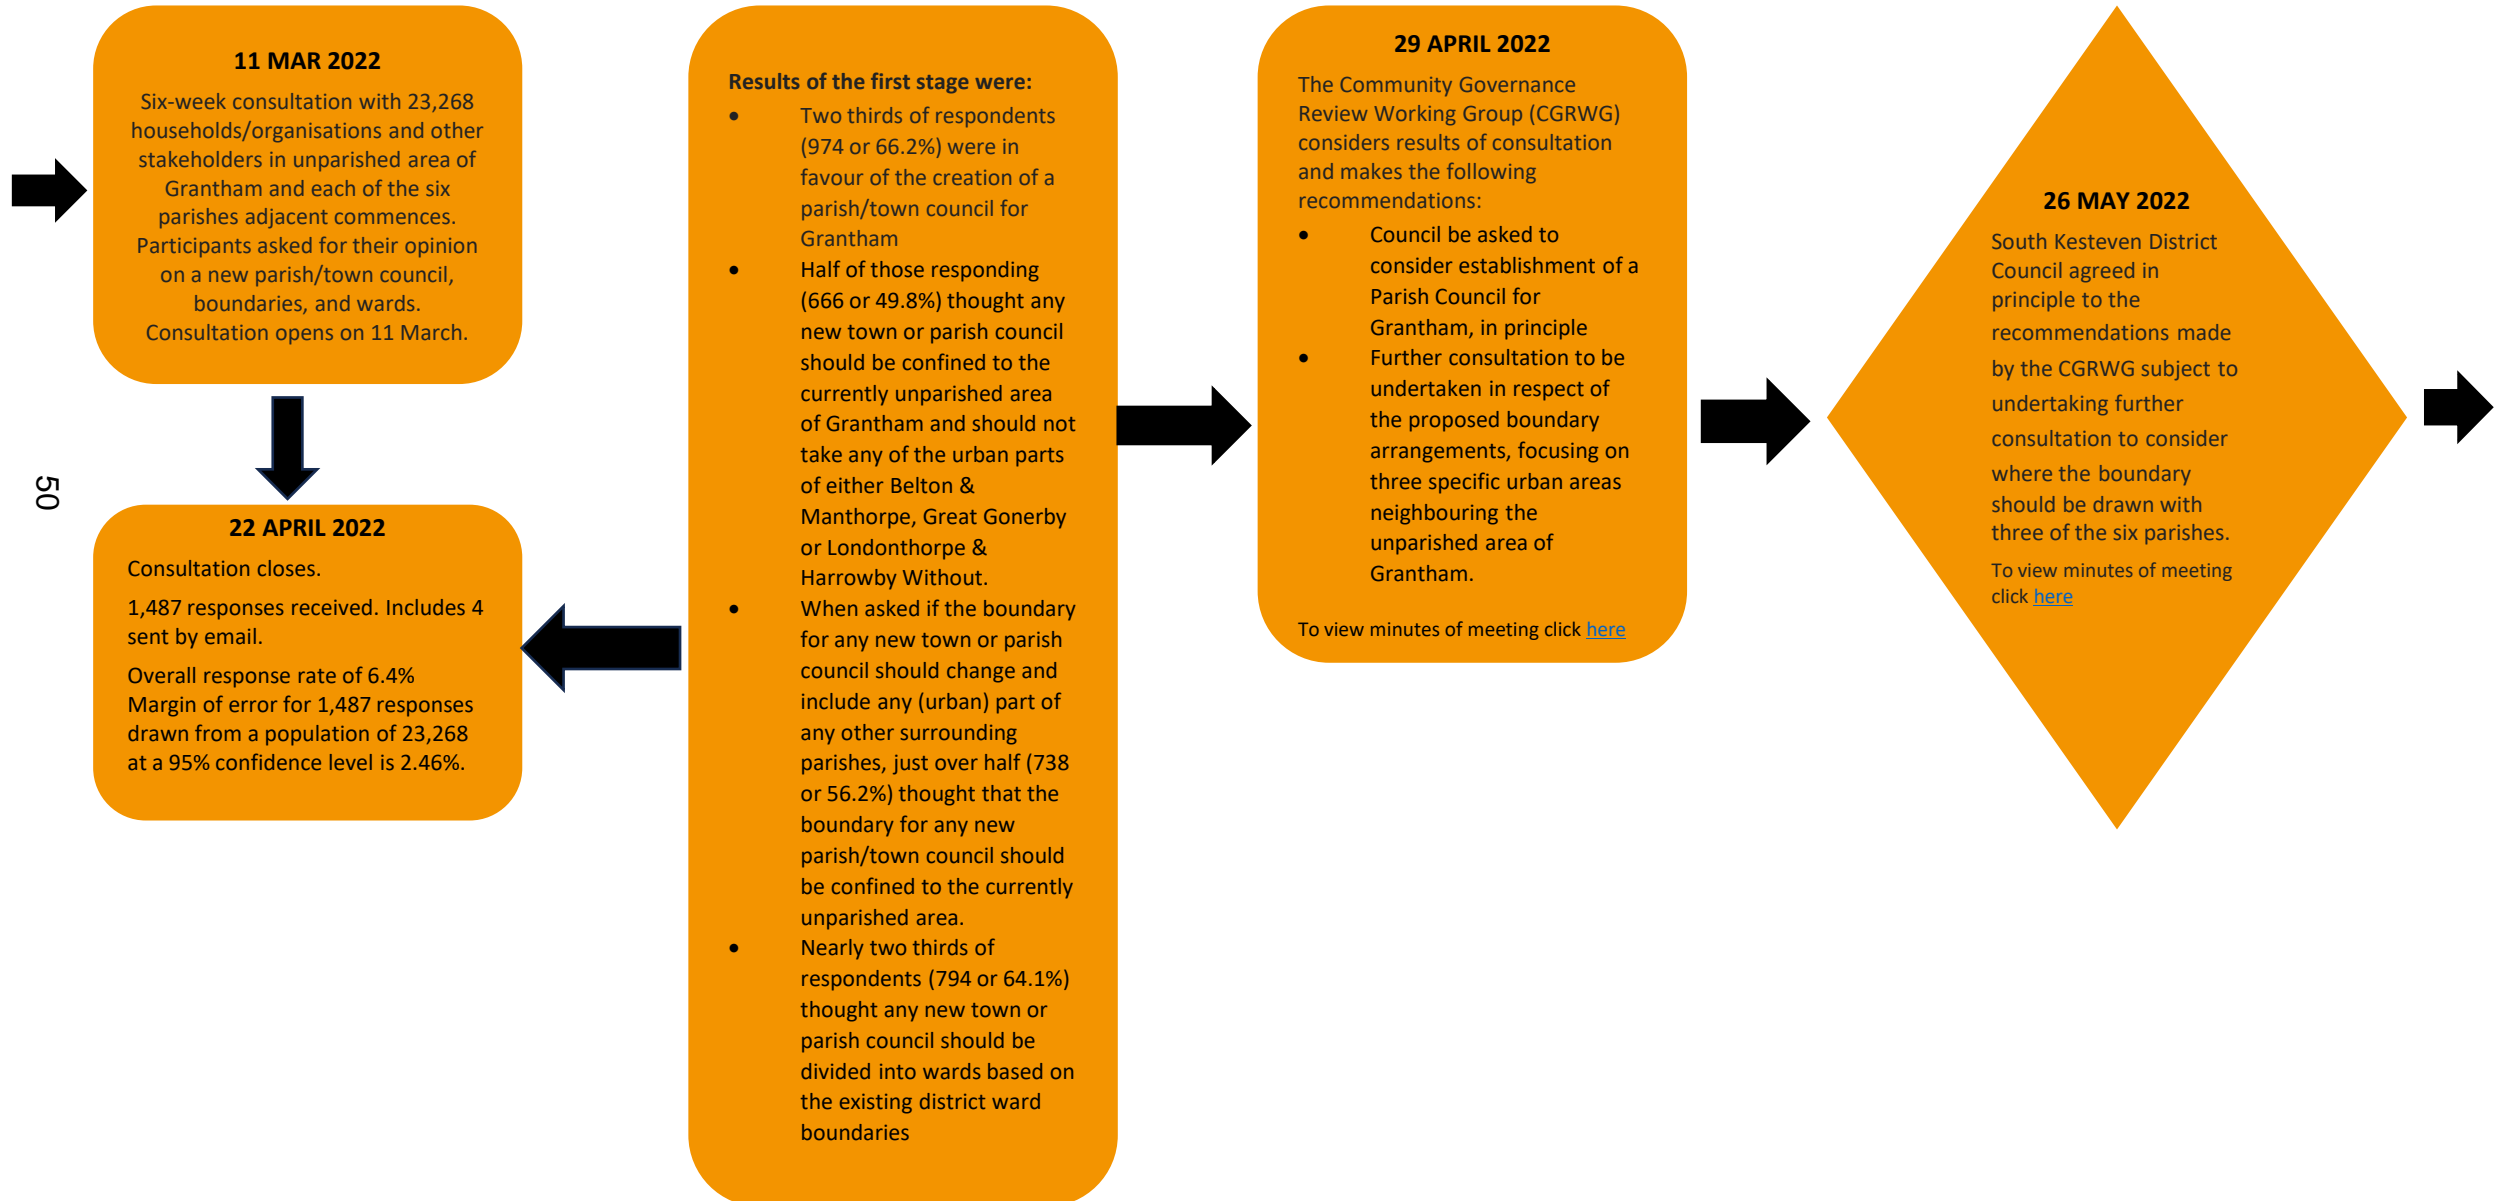 11 MAR 2022
Six-week consultation with 23,268
households/organisations and other
stakeholders in unparished area of
Grantham and each of the six
parishes adjacent commences.
Participants asked for their opinion
on a new parish/town council,
boundaries, and wards.
Consultation opens on 11 March.
22 APRIL 2022
Consultation closes.
1,487 responses received. Includes 4
sent by email.
Overall response rate of 6.4%
Margin of error for 1,487 responses
drawn from a population of 23,268
at a 95% confidence level is 2.46%.
Results of the first stage were:
• Two thirds of respondents
(974 or 66.2%) were in
favour of the creation of a
parish/town council for
Grantham
• Half of those responding
(666 or 49.8%) thought any
new town or parish council
should be confined to the
currently unparished area
of Grantham and should not
take any of the urban parts
of either Belton &
Manthorpe, Great Gonerby
or Londonthorpe &
Harrowby Without.
• When asked if the boundary
for any new town or parish
council should change and
include any (urban) part of
any other surrounding
parishes, just over half (738
or 56.2%) thought that the
boundary for any new
parish/town council should
be confined to the currently
unparished area.
• Nearly two thirds of
respondents (794 or 64.1%)
thought any new town or
parish council should be
divided into wards based on
the existing district ward
boundaries
29 APRIL 2022
The Community Governance
Review Working Group (CGRWG)
considers results of consultation
and makes the following
recommendations:
• Council be asked to
consider establishment of a
Parish Council for
Grantham, in principle
• Further consultation to be
undertaken in respect of
the proposed boundary
arrangements, focusing on
three specific urban areas
neighbouring the
unparished area of
Grantham.
To view minutes of meeting click here
26 MAY 2022
South Kesteven District
Council agreed in
principle to the
recommendations made
by the CGRWG subject to
undertaking further
consultation to consider
where the boundary
should be drawn with
three of the six parishes.
To view minutes of meeting
click here
50